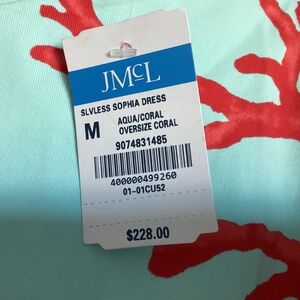 JMcL
SLVLESS SOPHIA DRESS
M
AQUA/CORAL
OVERSIZE CORAL
9074831485
400000499260
01-01CU52
$228.00